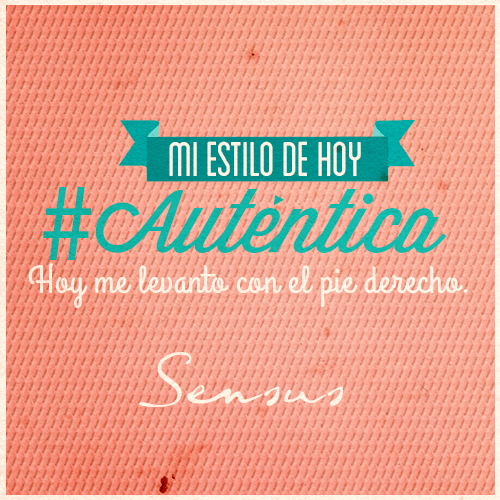 MI ESTILO DE HOY
#Auténtica
Hoy me levanto con el pie derecho.
Sensus